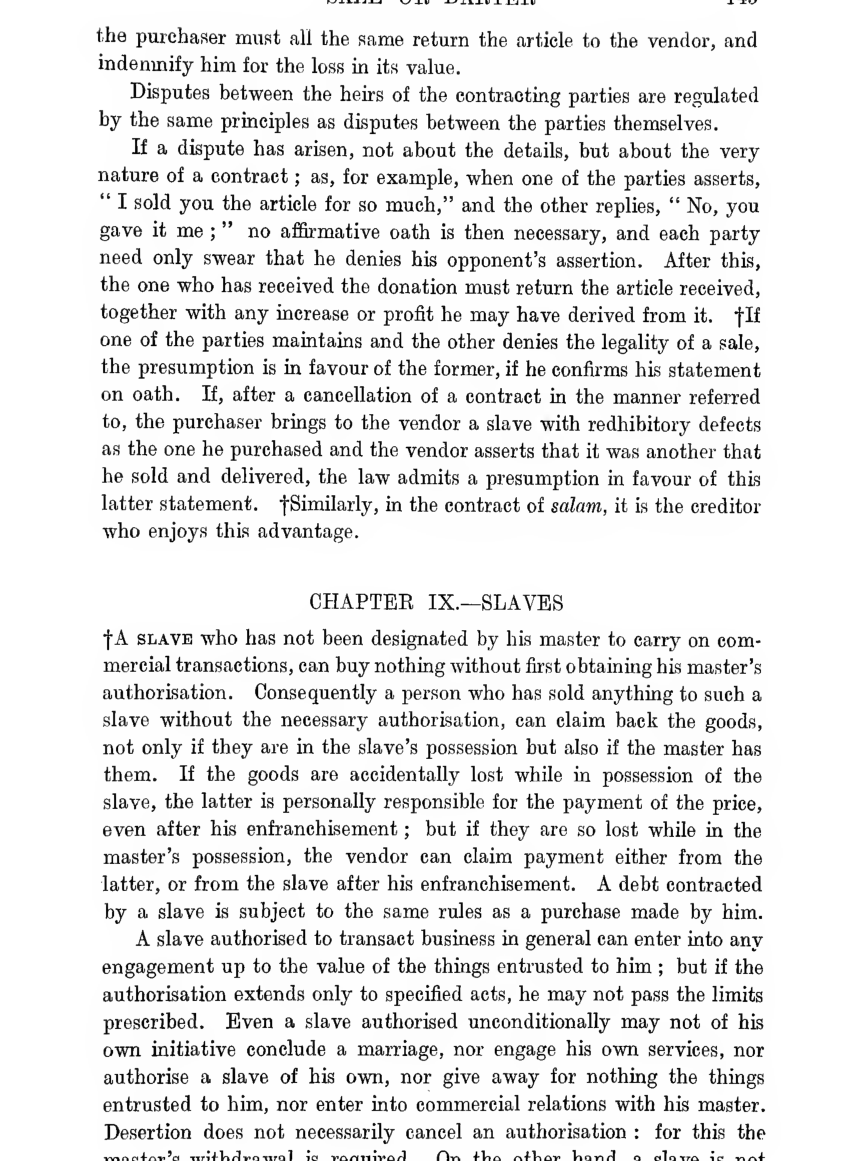 the purchaser must all the same return the article to the vendor, and
indemnify him for the loss in its value.
Disputes between the heirs of the contracting parties are regulated
by the same principles as disputes between the parties themselves.
If a dispute has arisen, not about the details, but about the very
nature of a contract ; as, for example, when one of the parties asserts,
“ I sold you the article for so much,” and the other replies, “ No, you
gave it me ; ” no affirmative oath is then necessary, and each party
need only swear that he denies his opponent’s assertion. After this,
the one who has received the donation must return the article received,
together with any increase or profit he may have derived from it. †If
one of the parties maintains and the other denies the legality of a sale,
the presumption is in favour of the former, if he confirms his statement
on oath. If, after a cancellation of a contract in the manner referred
to, the purchaser brings to the vendor a slave with redhibitory defects
as the one he purchased and the vendor asserts that it was another that
he sold and delivered, the law admits a presumption in favour of this
latter statement. †Similarly, in the contract of salam, it is the creditor
who enjoys this advantage.
CHAPTER IX.—SLAVES
†A SLAVE who has not been designated by his master to carry on com-
mercial transactions, can buy nothing without first obtaining his master’s
authorisation. Consequently a person who has sold anything to such a
slave without the necessary authorisation, can claim back the goods,
not only if they are in the slave’s possession but also if the master has
them. If the goods are accidentally lost while in possession of the
slave, the latter is personally responsible for the payment of the price,
even after his enfranchisement ; but if they are so lost while in the
master’s possession, the vendor can claim payment either from the
latter, or from the slave after his enfranchisement. A debt contracted
by a slave is subject to the same rules as a purchase made by him.
A slave authorised to transact business in general can enter into any
engagement up to the value of the things entrusted to him ; but if the
authorisation extends only to specified acts, he may not pass the limits
prescribed. Even a slave authorised unconditionally may not of his
own initiative conclude a marriage, nor engage his own services, nor
authorise a slave of his own, nor give away for nothing the things
entrusted to him, nor enter into commercial relations with his master.
Desertion does not necessarily cancel an authorisation : for this the
master’s withdrawal is required. On the other hand, a slave is not